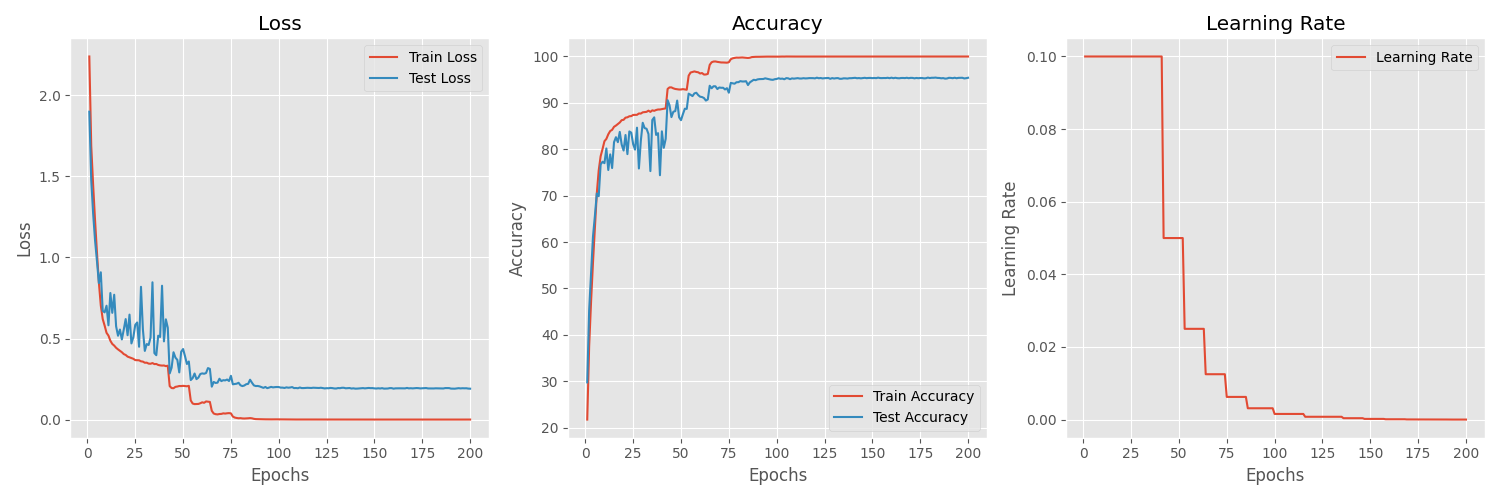 Loss
Train Loss
Test Loss
2.0
1.5
1.0
0.5
0.0
Loss
0 25 50 75 100 125 150 175 200
Epochs
Accuracy
100
90
80
70
60
50
40
30
20
Accuracy
Train Accuracy
Test Accuracy
0 25 50 75 100 125 150 175 200
Epochs
Learning Rate
Learning Rate
0.10
0.08
0.06
0.04
0.02
0.00
Learning Rate
0 25 50 75 100 125 150 175 200
Epochs